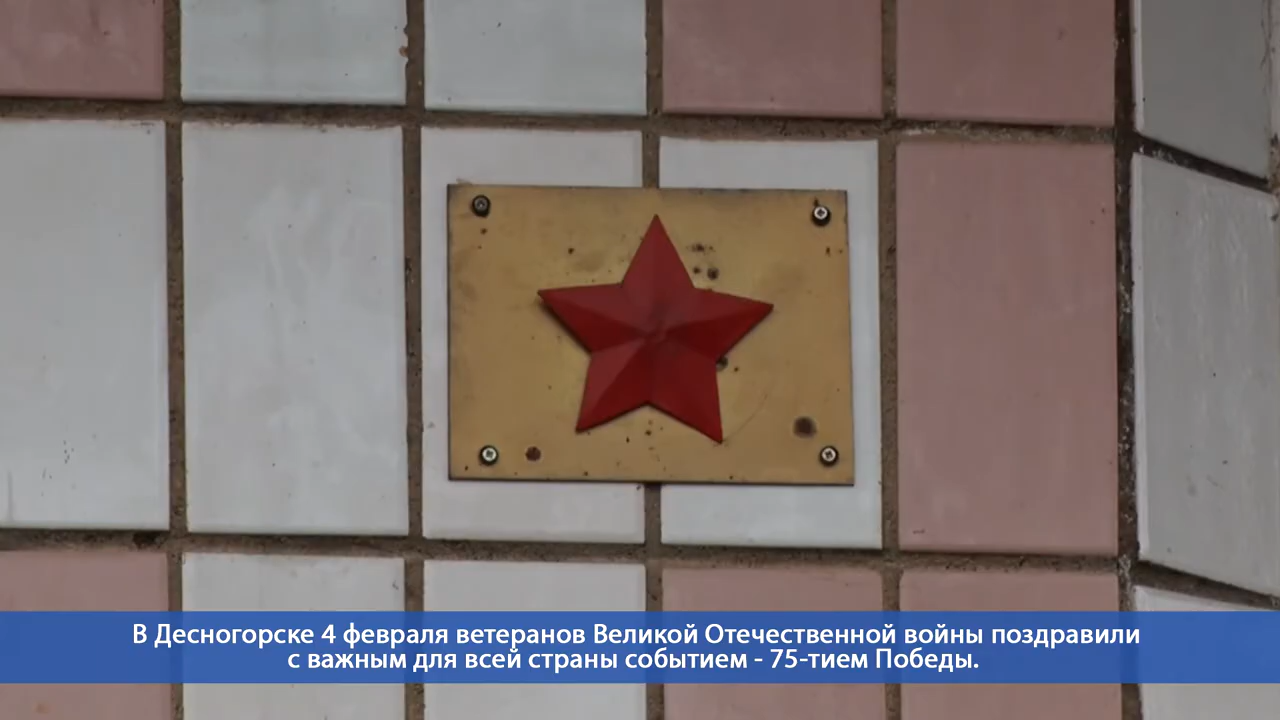 В Десногорске 4 февраля ветеранов Великой Отечественной войны поздравили
с важным для всей страны событием - 75-тием Победы.